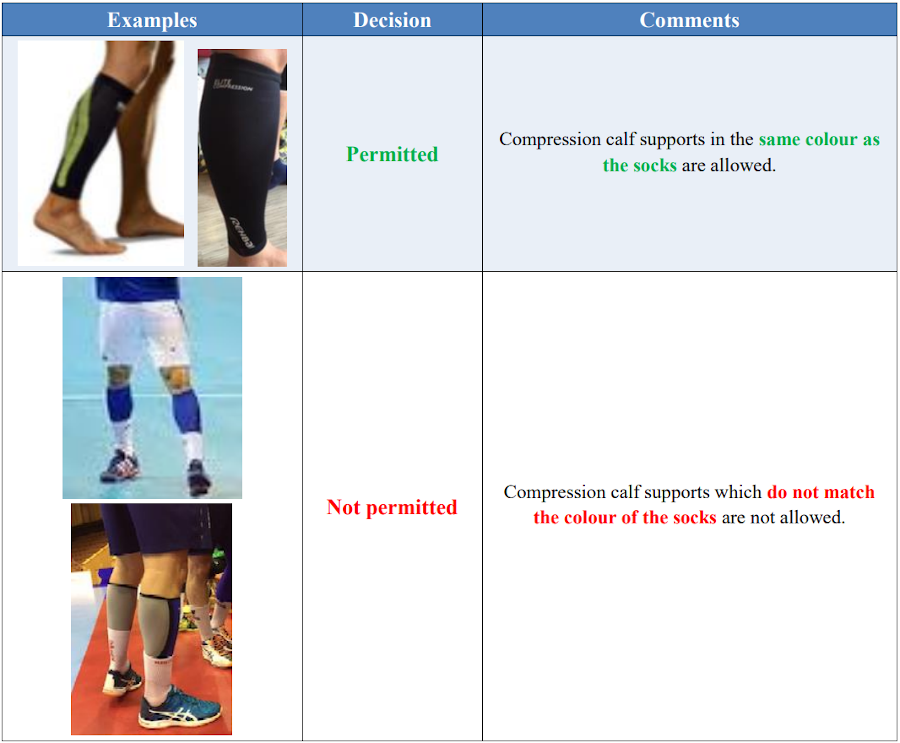 Examples
Decision
Comments
ELITE
COMPRESSION
REHBAND
Permitted
Compression calf supports in the same colour as
the socks are allowed.
Not permitted
Compression calf supports which do not match
the colour of the socks are not allowed.